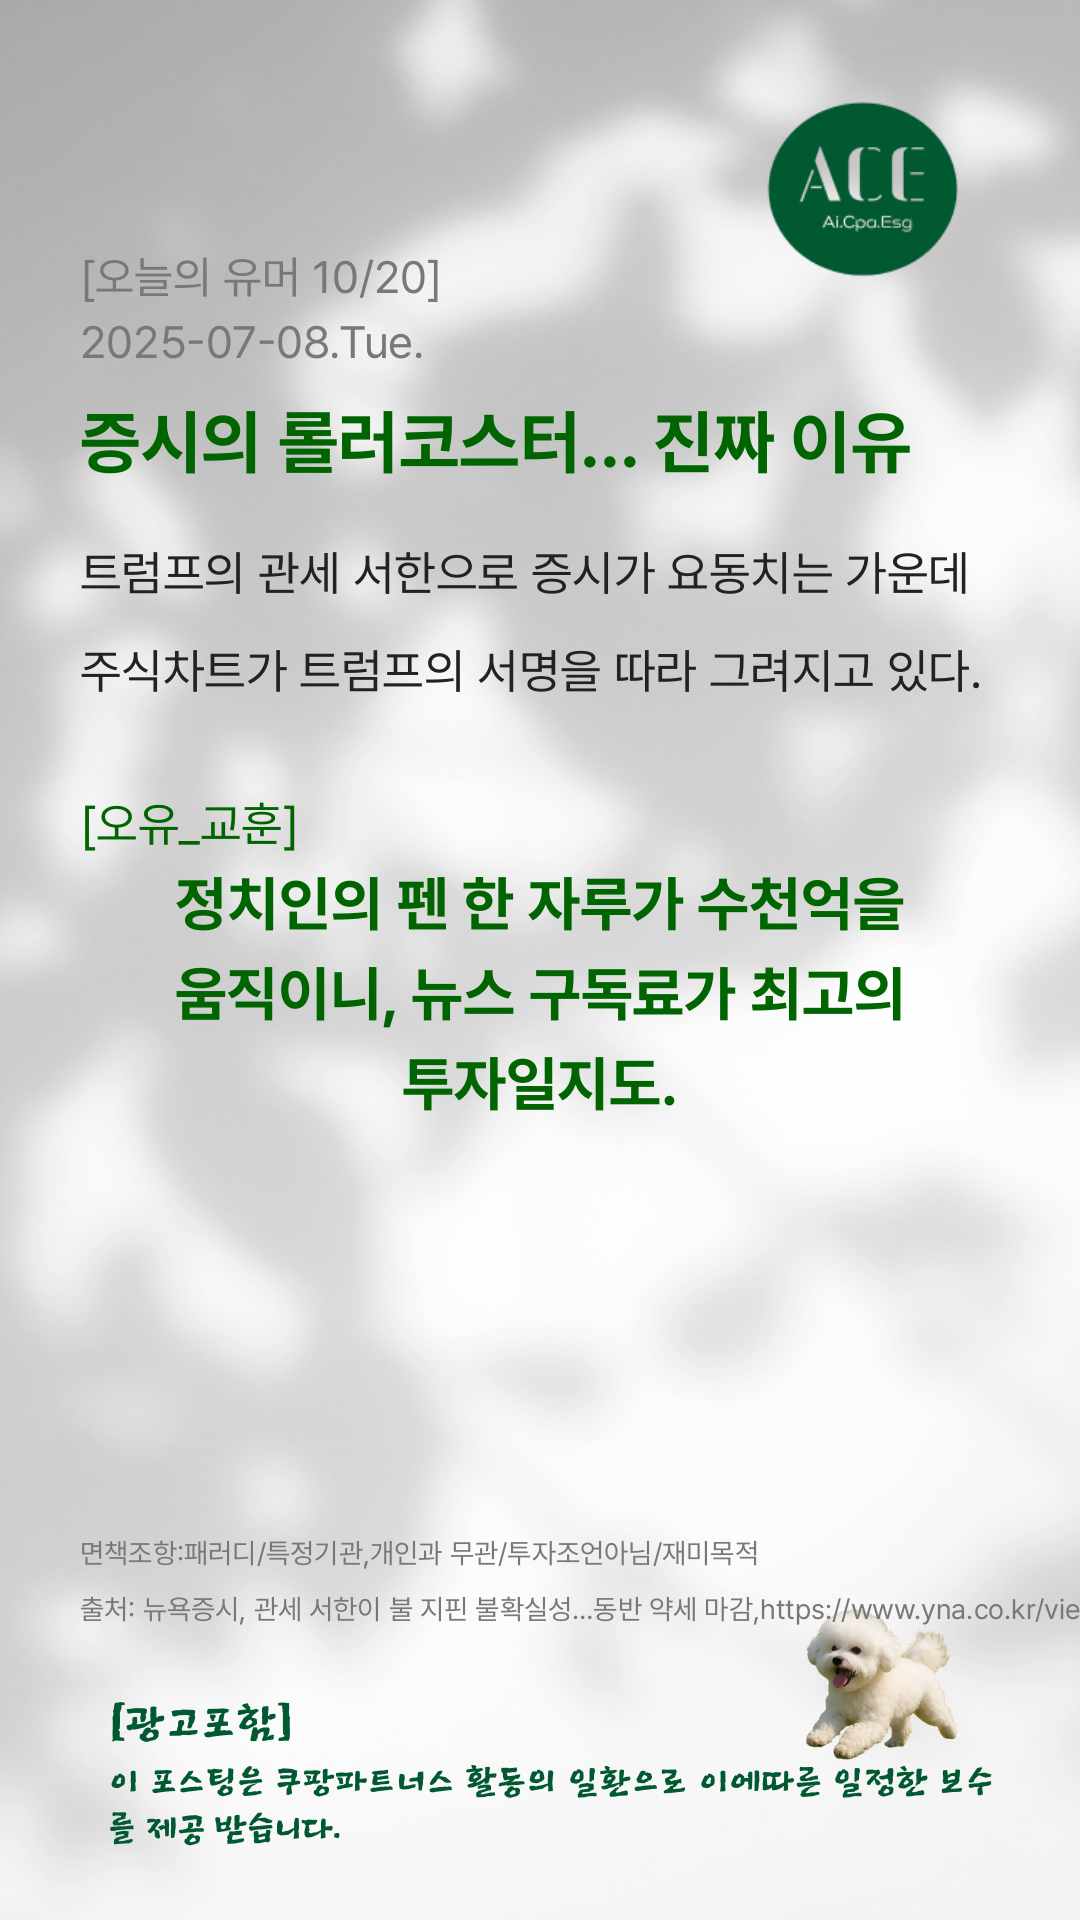 ACE
Ai.Cpa.Esg
[오늘의 유머 10/20]
2025-07-08.Tue.
증시의 롤러코스터... 진짜 이유
트럼프의 관세 서한으로 증시가 요동치는 가운데
주식차트가 트럼프의 서명을 따라 그려지고 있다.
[오유_교훈]
정치인의 펜 한 자루가 수천억을
움직이니, 뉴스 구독료가 최고의
투자일지도.
면책조항:패러디/특정기관,개인과 무관/투자조언아님/재미목적
출처: 뉴욕증시, 관세 서한이 불 지핀 불확실성...동반 약세 마감,https://www.yna.co.kr/vie
[광고포함]
이 포스팅은 쿠팡파트너스 활동의 일환으로 이에따른 일정한 보수
를 제공 받습니다.